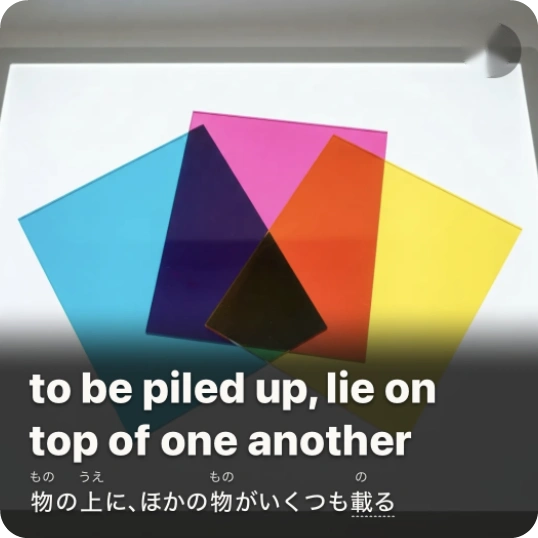 to be piled up, lie on
top of one another
もの うえ もの の
物の上に、ほかの物がいくつも載る